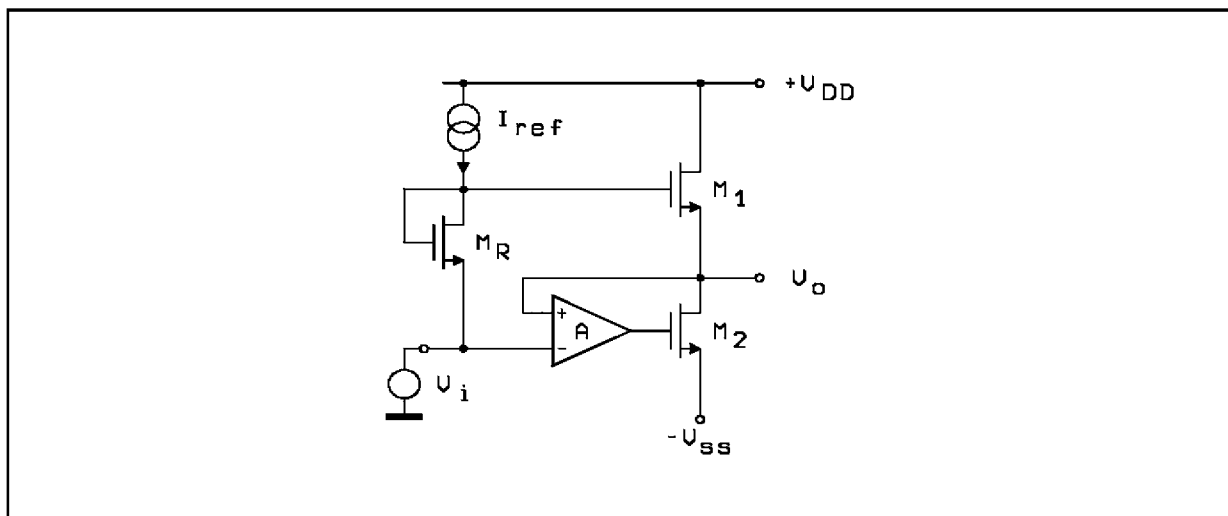 +V_DD
I_ref
M_1
M_R
V_o
+
A
M_2
-
V_i
-V_ss